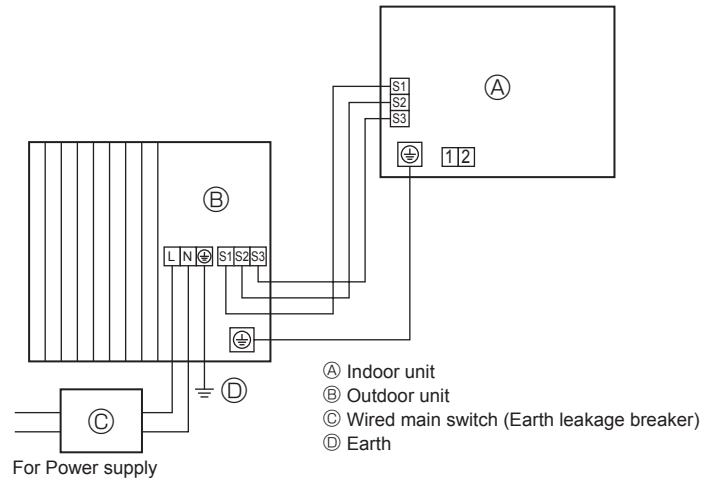 S1
S2
S3
Ⓐ
1 2
Ⓑ
L N S1 S2 S3
Ⓓ
Ⓒ
For Power supply
Ⓐ Indoor unit
Ⓑ Outdoor unit
Ⓒ Wired main switch (Earth leakage breaker)
Ⓓ Earth